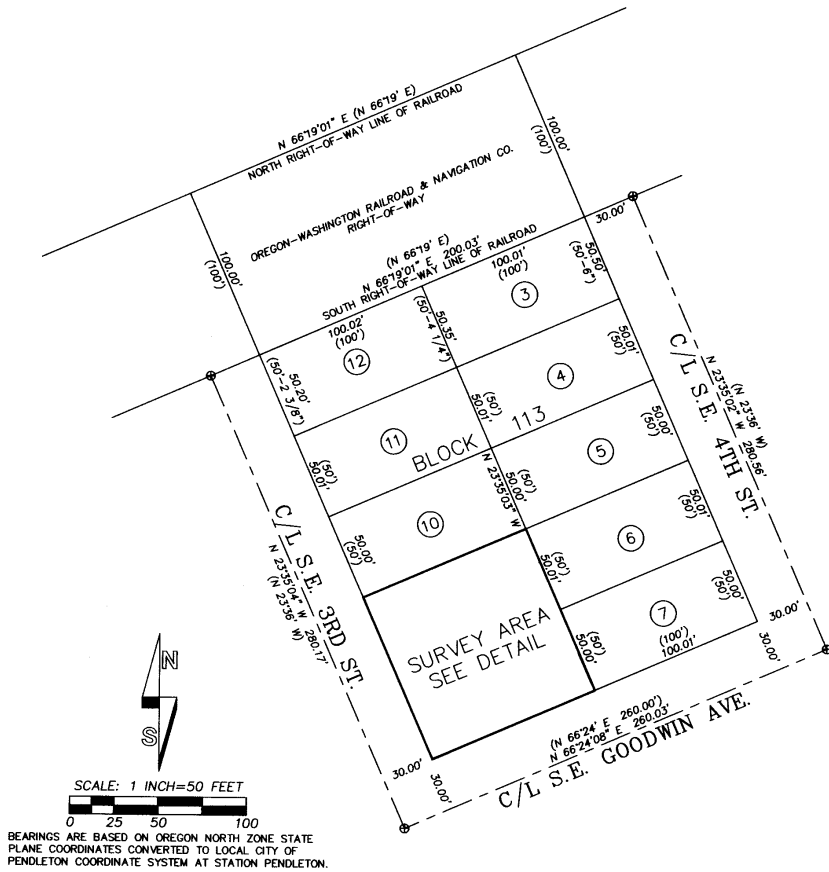 N 66°19'01" E (N 66°19' E)
NORTH RIGHT-OF-WAY LINE OF RAILROAD
100.00'
(100')
OREGON-WASHINGTON RAILROAD & NAVIGATION CO.
RIGHT-OF-WAY
100.00'
(100')
(N 66°19' E)
N 66°19'01" E 200.03'
SOUTH RIGHT-OF-WAY LINE OF RAILROAD
30.00'
100.01'
(100')
3
50.50'
(50'-6")
100.02'
(100')
12
50.35'
(50'-4 1/4")
50.20'
(50'-2 3/8")
4
50.01'
(50')
C/L S.E. 4TH ST.
N 23°35'02" W 280.56'
(N 23°36' W)
11
(50')
50.01'
BLOCK 113
(50')
50.01'
5
50.00'
(50')
10
(50')
50.00'
N 23°35'03" W
50.00'
(50')
6
50.01'
(50')
C/L S.E. 3RD ST.
N 23°35'04" W 280.17'
(N 23°36' W)
(50')
50.01'
7
50.00'
(50')
SURVEY AREA
SEE DETAIL
(50')
50.00'
(100')
100.01'
30.00'
30.00'
(N 66°24' E 260.00')
N 66°24'08" E 260.03'
C/L S.E. GOODWIN AVE.
30.00'
30.00'
N
S
SCALE: 1 INCH=50 FEET
0 25 50 100
BEARINGS ARE BASED ON OREGON NORTH ZONE STATE
PLANE COORDINATES CONVERTED TO LOCAL CITY OF
PENDLETON COORDINATE SYSTEM AT STATION PENDLETON.